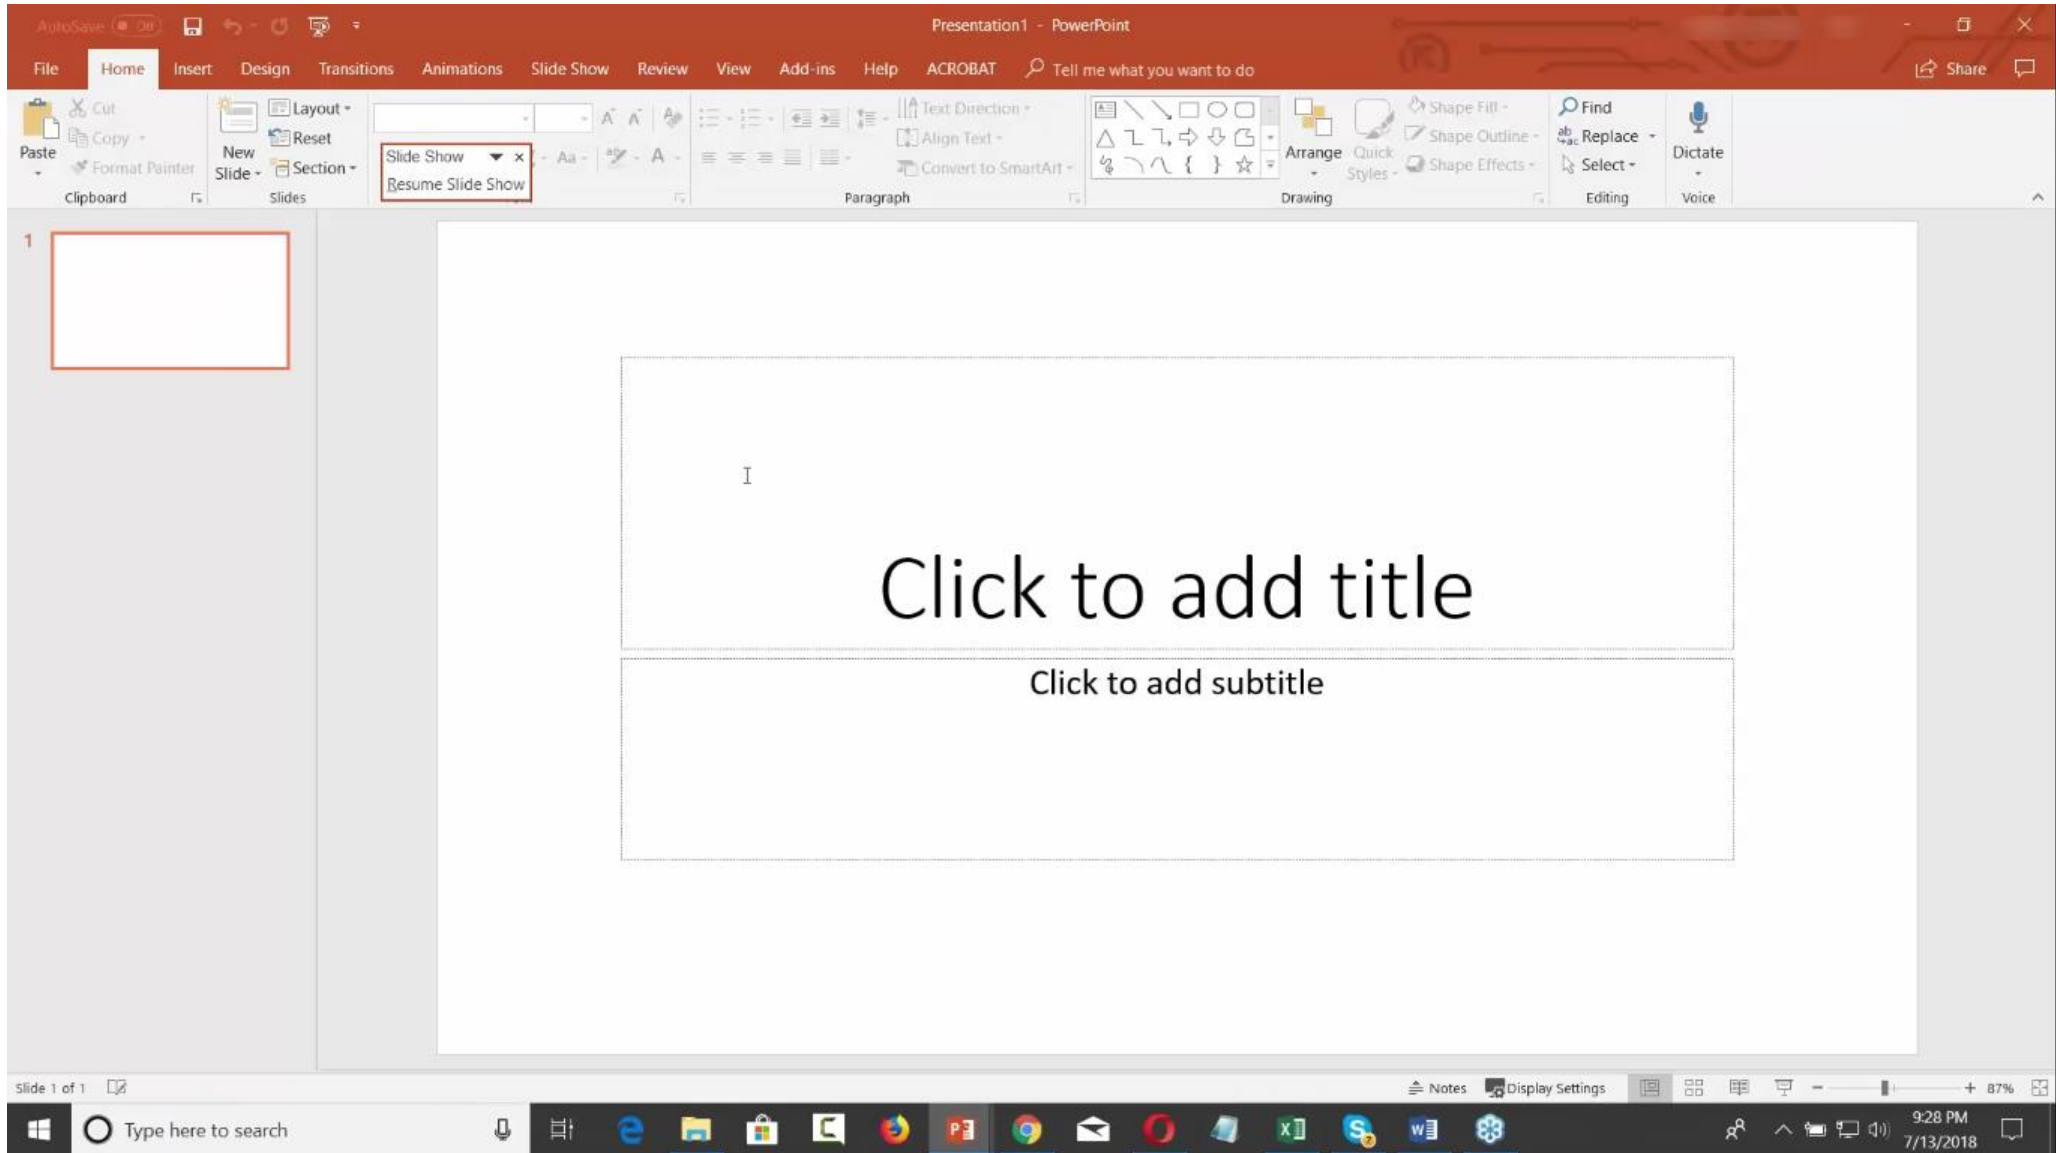 AutoSave Off
Presentation1 - PowerPoint
File Home Insert Design Transitions Animations Slide Show Review View Add-ins Help ACROBAT Tell me what you want to do Share
Paste
Cut
Copy
Format Painter
Clipboard
New
Slide
Layout
Reset
Section
Slides
Slide Show
Resume Slide Show
Aa
A
Text Direction
Align Text
Convert to SmartArt
Paragraph
Arrange
Quick
Styles
Shape Fill
Shape Outline
Shape Effects
Drawing
Find
Replace
Select
Editing
Dictate
Voice
1
Click to add title
Click to add subtitle
Slide 1 of 1
Notes Display Settings 87%
Type here to search
9:28 PM
7/13/2018